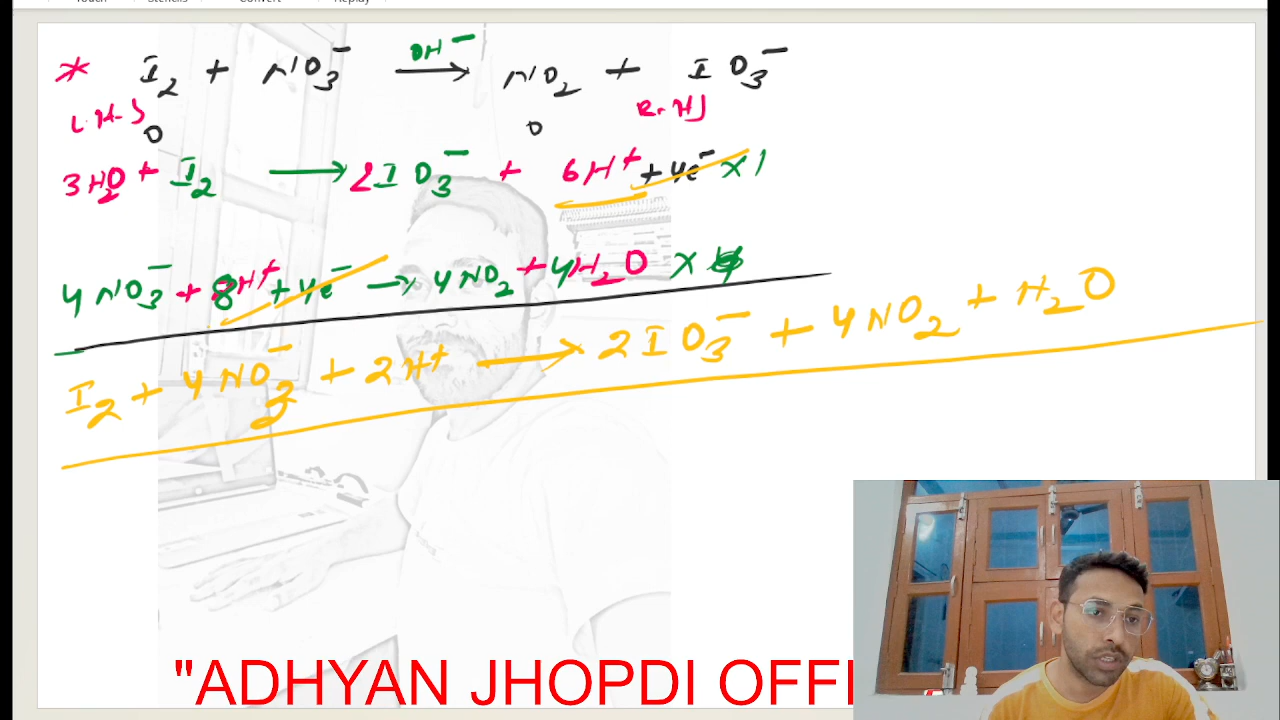 * I₂ + NO₃⁻ —OH⁻→ NO₂ + IO₃⁻
L.H.S R.H.S
0 0
3H₂O + I₂ → 2IO₃⁻ + 6H⁺ + 4e⁻ ×1
4NO₃⁻ + 8H⁺ + 4e⁻ → 4NO₂ + 4H₂O ×
I₂ + 4NO₃⁻ + 2H⁺ → 2IO₃⁻ + 4NO₂ + H₂O
"ADHYAN JHOPDI OFFI